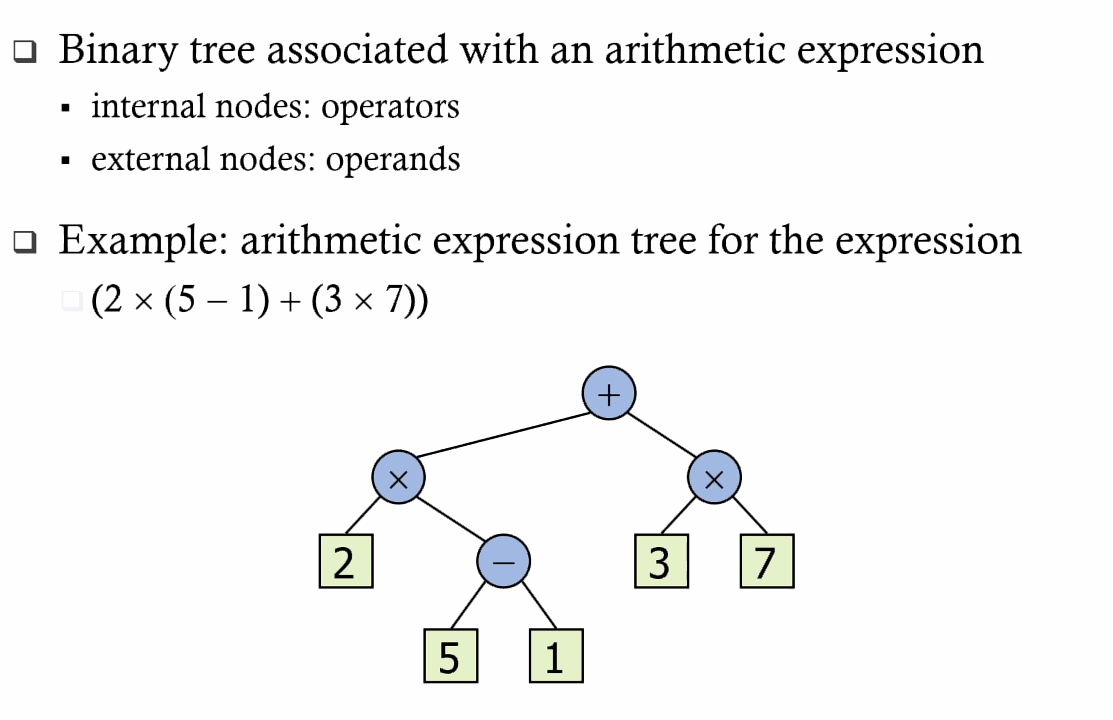 Binary tree associated with an arithmetic expression
internal nodes: operators
external nodes: operands
Example: arithmetic expression tree for the expression
(2 × (5 – 1) + (3 × 7))
+
× ×
2 – 3 7
5 1